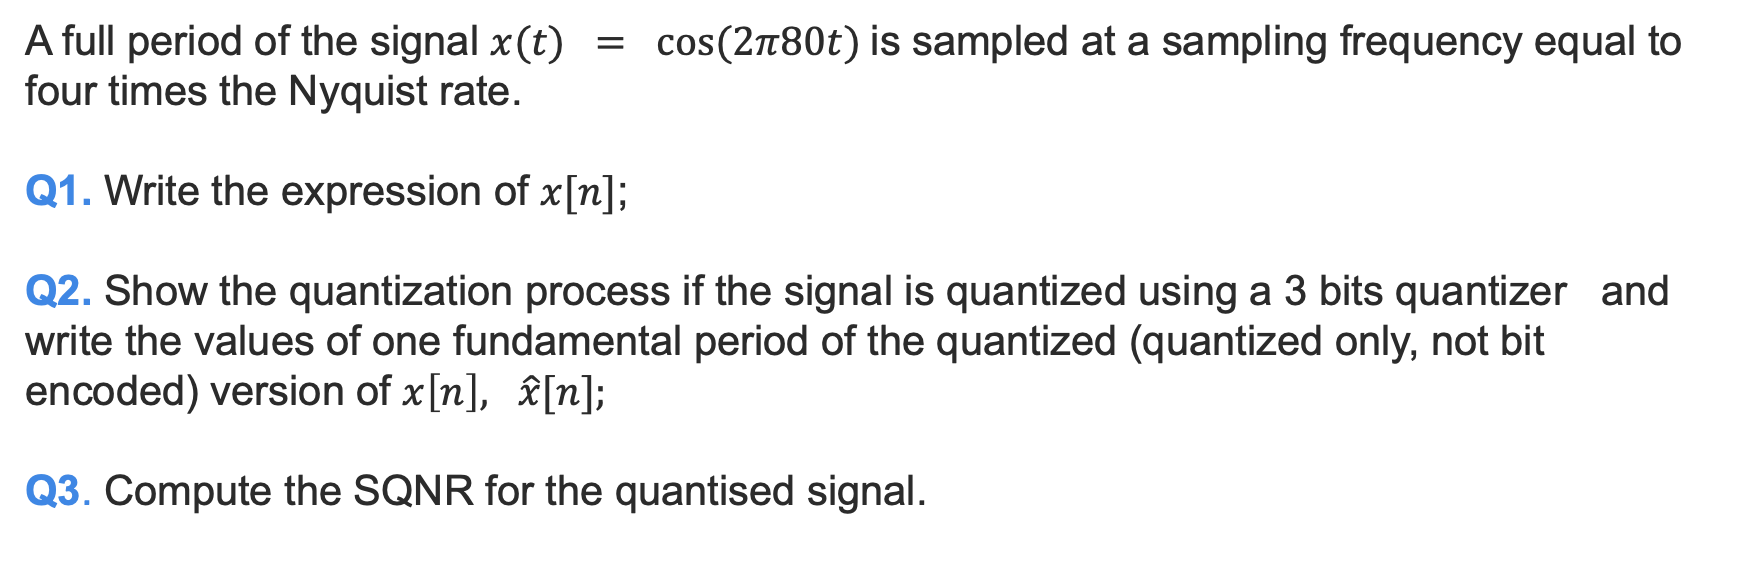 A full period of the signal x(t) = cos(2π80t) is sampled at a sampling frequency equal to
four times the Nyquist rate.
Q1. Write the expression of x[n];
Q2. Show the quantization process if the signal is quantized using a 3 bits quantizer and
write the values of one fundamental period of the quantized (quantized only, not bit
encoded) version of x[n], x̂[n];
Q3. Compute the SQNR for the quantised signal.